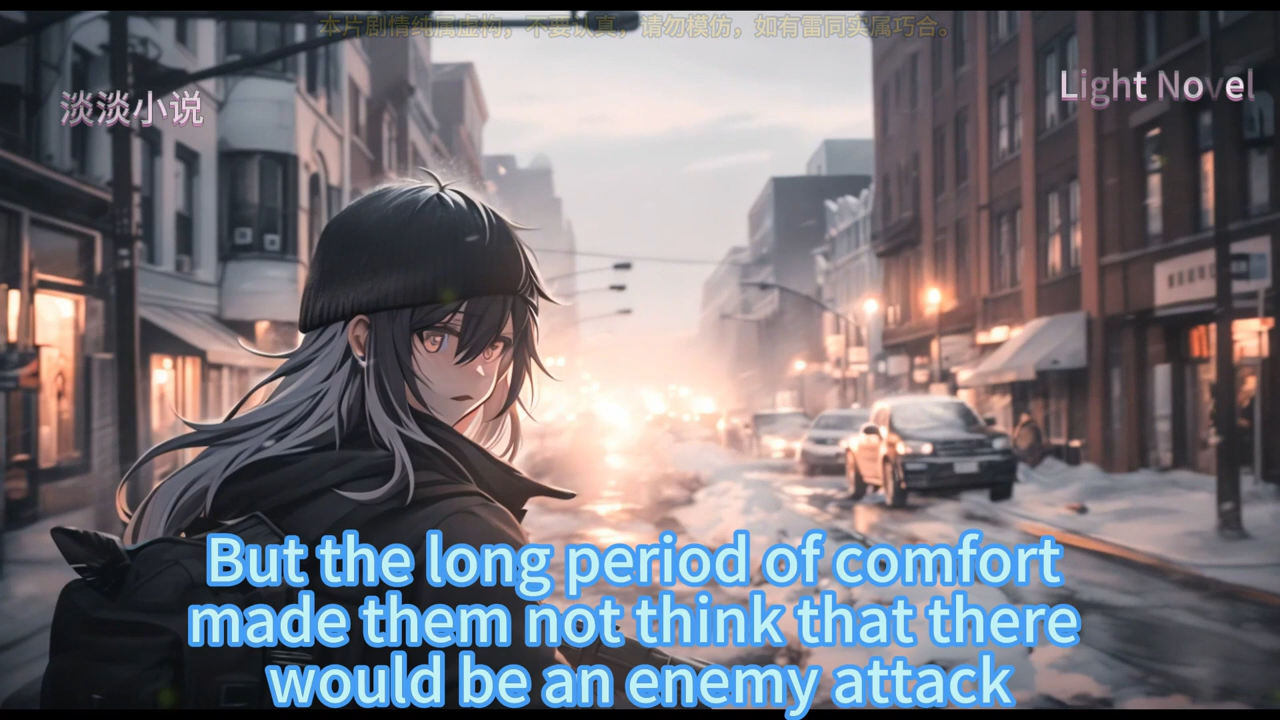 本片剧情纯属虚构，不要认真，请勿模仿，如有雷同实属巧合。
淡淡小说
Light Novel
But the long period of comfort
made them not think that there
would be an enemy attack